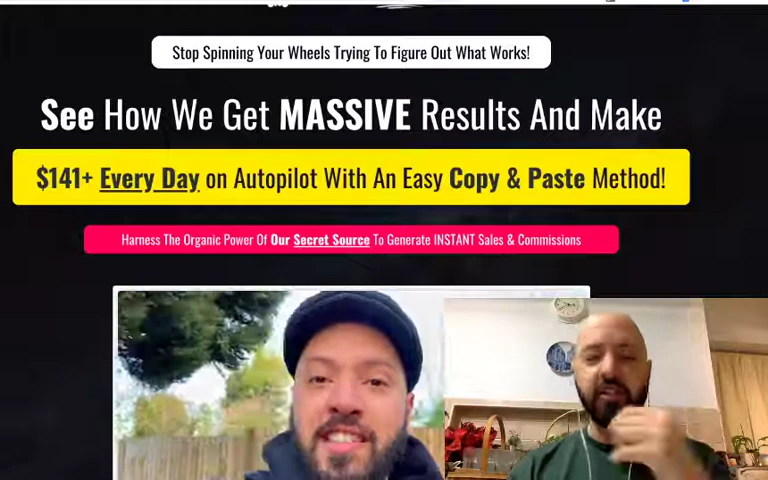 Stop Spinning Your Wheels Trying To Figure Out What Works!
See How We Get MASSIVE Results And Make
$141+ Every Day on Autopilot With An Easy Copy & Paste Method!
Harness The Organic Power Of Our Secret Source To Generate INSTANT Sales & Commissions